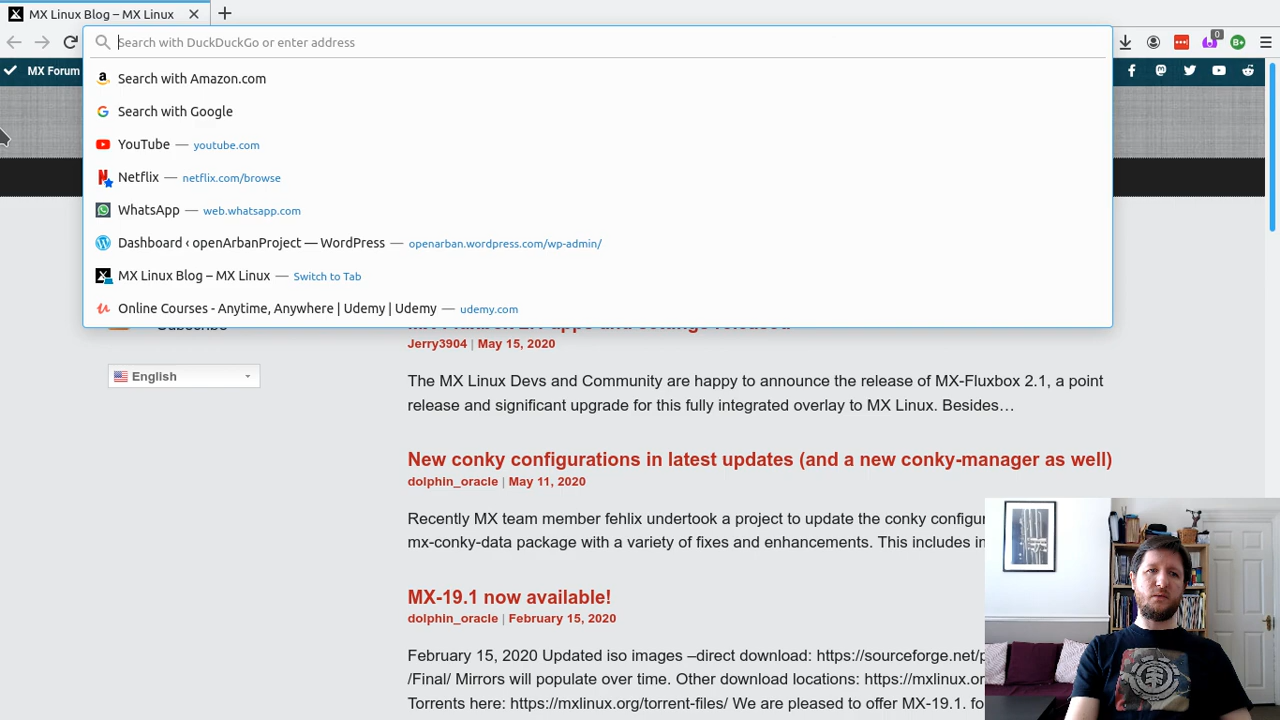 MX Linux Blog – MX Linux
Search with DuckDuckGo or enter address
0
MX Forum
Search with Amazon.com
Search with Google
YouTube — youtube.com
Netflix — netflix.com/browse
WhatsApp — web.whatsapp.com
Dashboard ‹ openArbanProject — WordPress — openarban.wordpress.com/wp-admin/
MX Linux Blog – MX Linux — Switch to Tab
Online Courses - Anytime, Anywhere | Udemy | Udemy — udemy.com
Jerry3904 | May 15, 2020
English
The MX Linux Devs and Community are happy to announce the release of MX-Fluxbox 2.1, a point
release and significant upgrade for this fully integrated overlay to MX Linux. Besides…
New conky configurations in latest updates (and a new conky-manager as well)
dolphin_oracle | May 11, 2020
Recently MX team member fehlix undertook a project to update the conky
mx-conky-data package with a variety of fixes and enhancements. This includes
MX-19.1 now available!
dolphin_oracle | February 15, 2020
February 15, 2020 Updated iso images –direct download: https://sourceforge.net/p
/Final/ Mirrors will populate over time. Other download locations: https://mxlinux.or
Torrents here: https://mxlinux.org/torrent-files/ We are pleased to offer MX-19.1.
ELEMENT